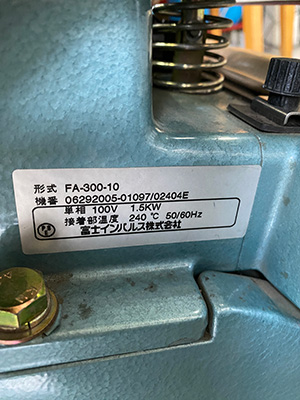 形式 FA-300-10
機番 06292005-01097/02404E
単相 100V 1.5KW
接着部温度 240 ℃ 50/60Hz
富士インパルス株式会社